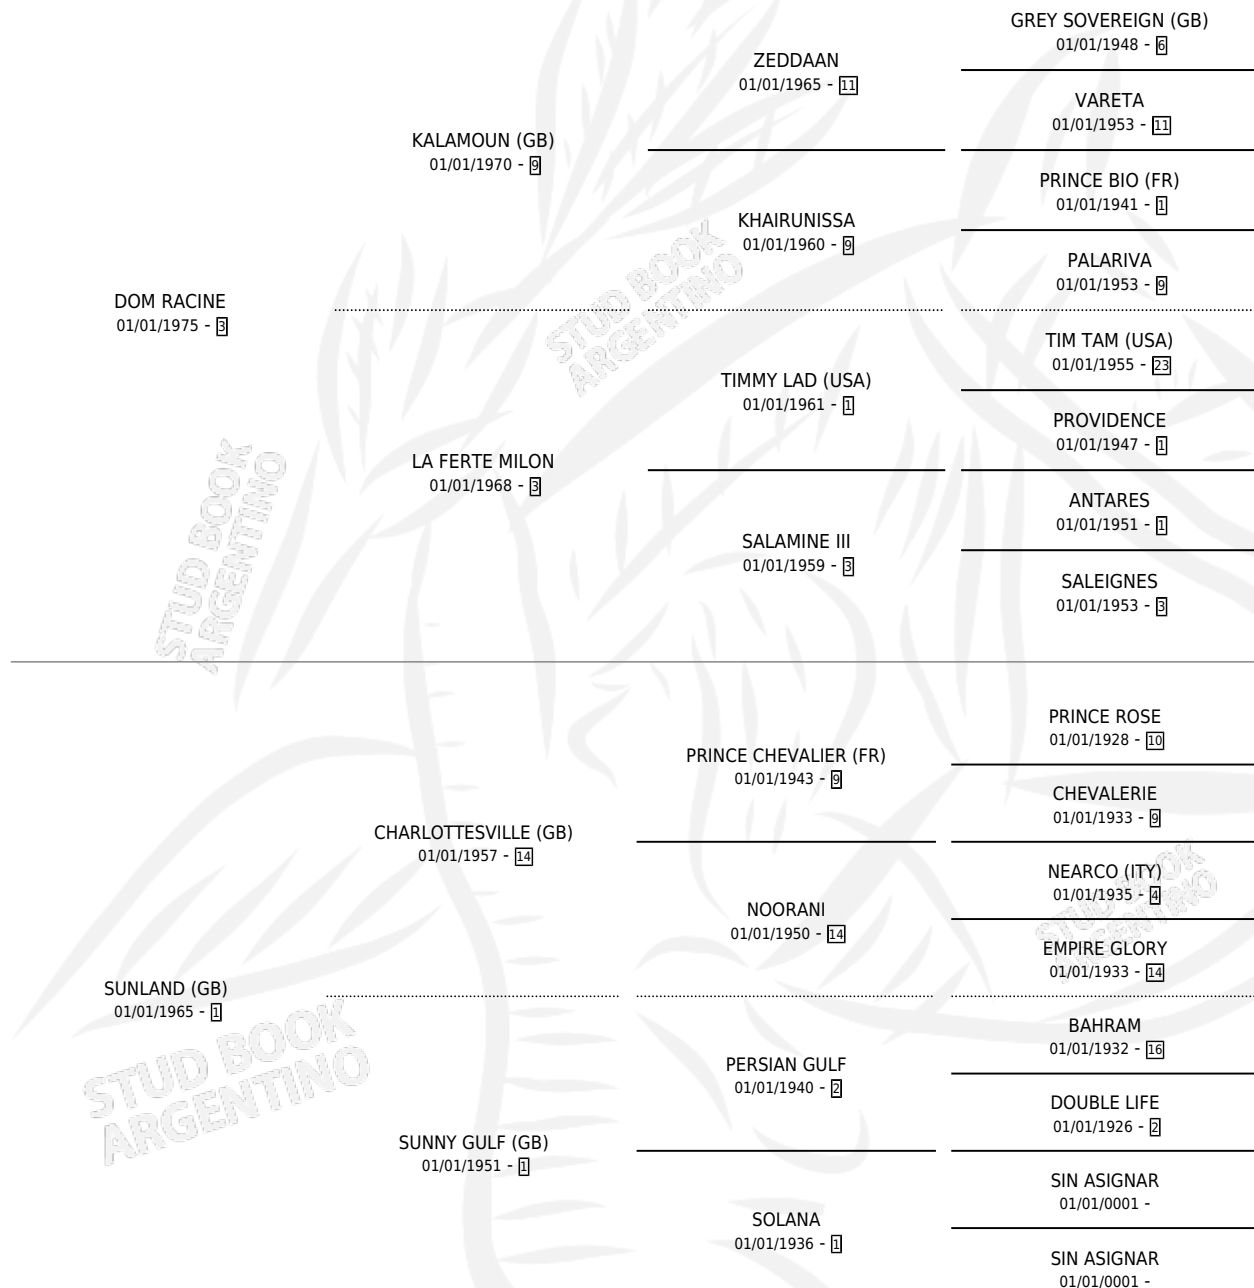 GREY SOVEREIGN (GB)
01/01/1948 - 6
ZEDDAAN
01/01/1965 - 11
VARETA
01/01/1953 - 11
KALAMOUN (GB)
01/01/1970 - 9
PRINCE BIO (FR)
01/01/1941 - 1
KHAIRUNISSA
01/01/1960 - 9
PALARIVA
01/01/1953 - 9
DOM RACINE
01/01/1975 - 3
TIM TAM (USA)
01/01/1955 - 23
TIMMY LAD (USA)
01/01/1961 - 1
PROVIDENCE
01/01/1947 - 1
LA FERTE MILON
01/01/1968 - 3
ANTARES
01/01/1951 - 1
SALAMINE III
01/01/1959 - 3
SALEIGNES
01/01/1953 - 3
STUD BOOK
ARGENTINO
STUD BOOK
ARGENTINO
PRINCE ROSE
01/01/1928 - 10
PRINCE CHEVALIER (FR)
01/01/1943 - 9
CHEVALERIE
01/01/1933 - 9
CHARLOTTESVILLE (GB)
01/01/1957 - 14
NEARCO (ITY)
01/01/1935 - 4
NOORANI
01/01/1950 - 14
EMPIRE GLORY
01/01/1933 - 14
SUNLAND (GB)
01/01/1965 - 1
BAHRAM
01/01/1932 - 16
PERSIAN GULF
01/01/1940 - 2
DOUBLE LIFE
01/01/1926 - 2
SUNNY GULF (GB)
01/01/1951 - 1
SIN ASIGNAR
01/01/0001 -
SOLANA
01/01/1936 - 1
SIN ASIGNAR
01/01/0001 -
STUD BOOK
ARGENTINO
STUD BOOK
ARGENTINO